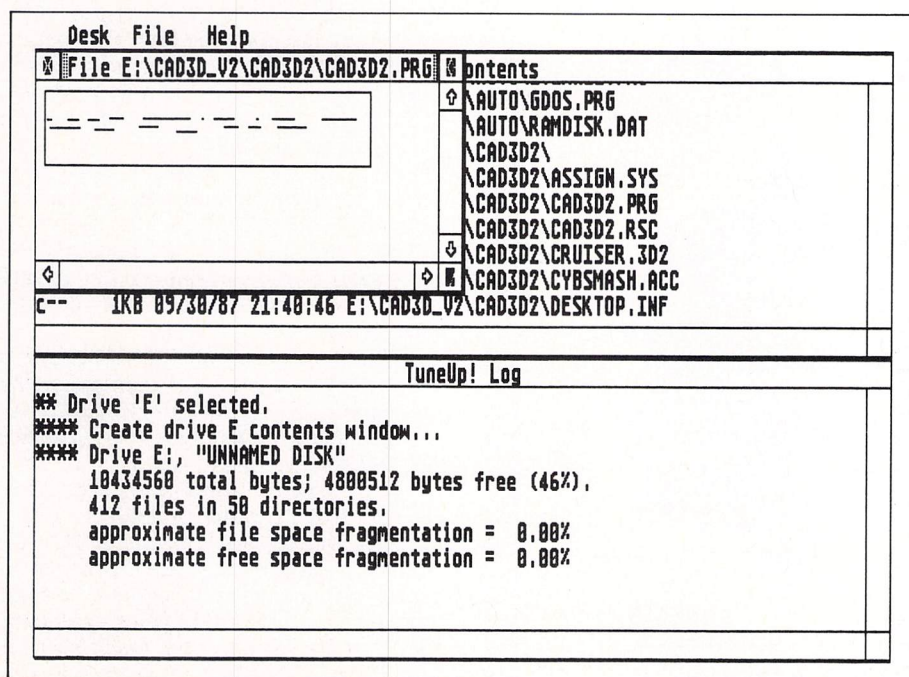 Desk File Help
File E:\CAD3D_V2\CAD3D2\CAD3D2.PRG
ontents
\AUTO\GDOS.PRG
\AUTO\RAMDISK.DAT
\CAD3D2\
\CAD3D2\ASSIGN.SYS
\CAD3D2\CAD3D2.PRG
\CAD3D2\CAD3D2.RSC
\CAD3D2\CRUISER.3D2
\CAD3D2\CYBSMASH.ACC
c-- 1KB 09/30/87 21:40:46 E:\CAD3D_V2\CAD3D2\DESKTOP.INF
TuneUp! Log
** Drive 'E' selected.
**** Create drive E contents window...
**** Drive E:, "UNNAMED DISK"
10434560 total bytes; 4800512 bytes free (46%).
412 files in 50 directories.
approximate file space fragmentation = 0.00%
approximate free space fragmentation = 0.00%